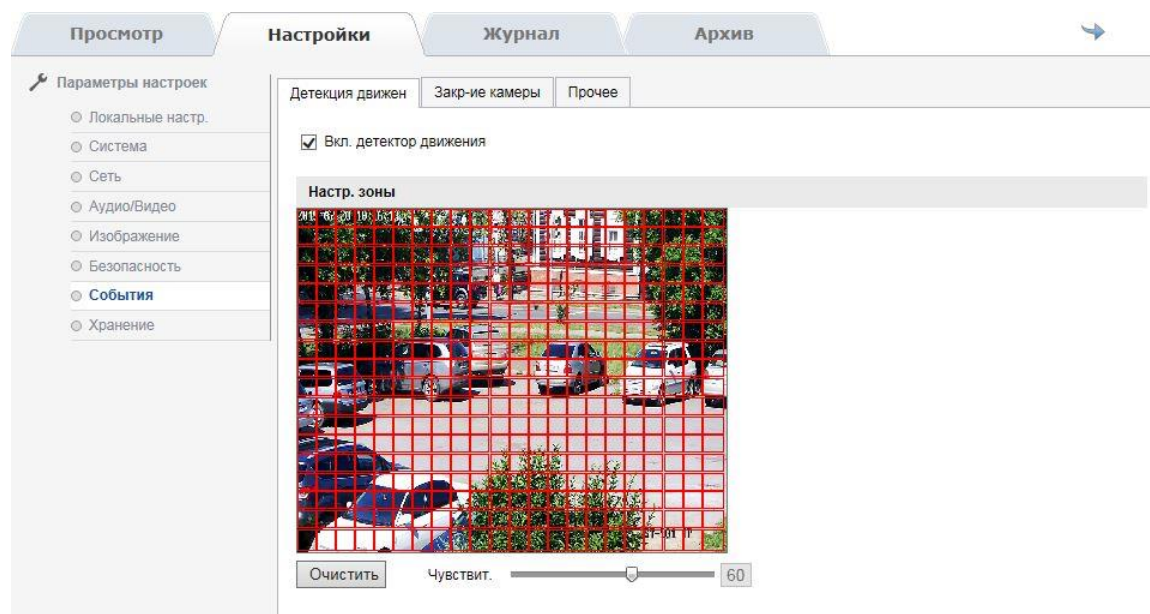 Просмотр
Настройки
Журнал
Архив
Параметры настроек
Локальные настр.
Система
Сеть
Аудио/Видео
Изображение
Безопасность
События
Хранение
Детекция движен
Закр-ие камеры
Прочее
Вкл. детектор движения
Настр. зоны
Очистить
Чувствит.
60